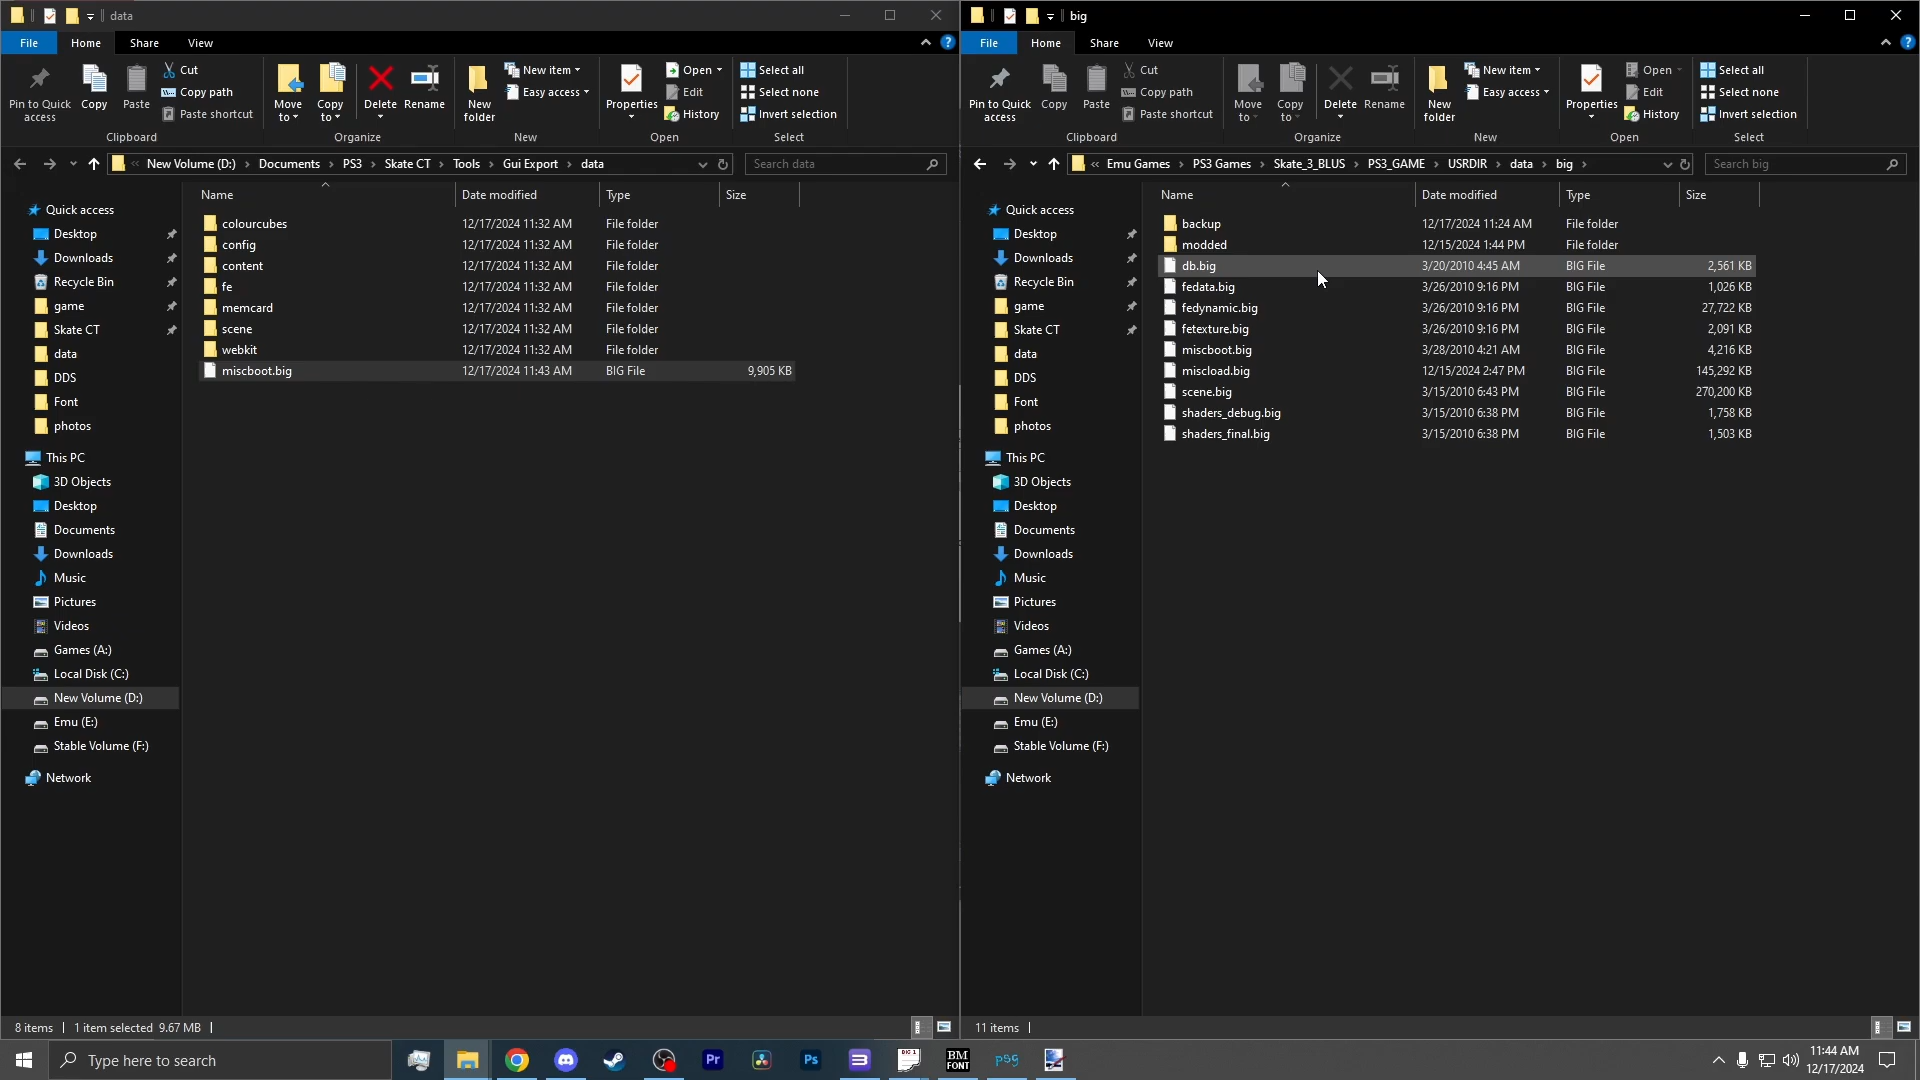 data
File Home Share View
Pin to Quick access
Copy
Paste
Cut
Copy path
Paste shortcut
Clipboard
Move to
Copy to
Delete
Rename
Organize
New folder
New item
Easy access
New
Properties
Open
Edit
History
Open
Select all
Select none
Invert selection
Select
« New Volume (D:) › Documents › PS3 › Skate CT › Tools › Gui Export › data
Search data
Name Date modified Type Size
Quick access
Desktop
Downloads
Recycle Bin
game
Skate CT
data
DDS
Font
photos
This PC
3D Objects
Desktop
Documents
Downloads
Music
Pictures
Videos
Games (A:)
Local Disk (C:)
New Volume (D:)
Emu (E:)
Stable Volume (F:)
Network
colourcubes 12/17/2024 11:32 AM File folder
config 12/17/2024 11:32 AM File folder
content 12/17/2024 11:32 AM File folder
fe 12/17/2024 11:32 AM File folder
memcard 12/17/2024 11:32 AM File folder
scene 12/17/2024 11:32 AM File folder
webkit 12/17/2024 11:32 AM File folder
miscboot.big 12/17/2024 11:43 AM BIG File 9,905 KB
8 items 1 item selected 9.67 MB
big
File Home Share View
Pin to Quick access
Copy
Paste
Cut
Copy path
Paste shortcut
Clipboard
Move to
Copy to
Delete
Rename
Organize
New folder
New item
Easy access
New
Properties
Open
Edit
History
Open
Select all
Select none
Invert selection
Select
« Emu Games › PS3 Games › Skate_3_BLUS › PS3_GAME › USRDIR › data › big ›
Search big
Name Date modified Type Size
Quick access
Desktop
Downloads
Recycle Bin
game
Skate CT
data
DDS
Font
photos
This PC
3D Objects
Desktop
Documents
Downloads
Music
Pictures
Videos
Games (A:)
Local Disk (C:)
New Volume (D:)
Emu (E:)
Stable Volume (F:)
Network
backup 12/17/2024 11:24 AM File folder
modded 12/15/2024 1:44 PM File folder
db.big 3/20/2010 4:45 AM BIG File 2,561 KB
fedata.big 3/26/2010 9:16 PM BIG File 1,026 KB
fedynamic.big 3/26/2010 9:16 PM BIG File 27,722 KB
fetexture.big 3/26/2010 9:16 PM BIG File 2,091 KB
miscboot.big 3/28/2010 4:21 AM BIG File 4,216 KB
miscload.big 12/15/2024 2:47 PM BIG File 145,292 KB
scene.big 3/15/2010 6:43 PM BIG File 270,200 KB
shaders_debug.big 3/15/2010 6:38 PM BIG File 1,758 KB
shaders_final.big 3/15/2010 6:38 PM BIG File 1,503 KB
11 items
Type here to search
Pr
Ps
BIG 1
BM FONT
psg
11:44 AM
12/17/2024